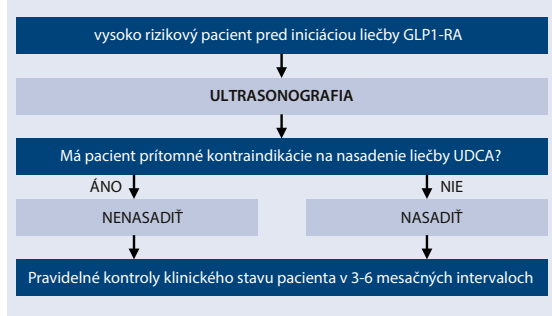 vysoko rizikový pacient pred iniciáciou liečby GLP1-RA
ULTRASONOGRAFIA
Má pacient prítomné kontraindikácie na nasadenie liečby UDCA?
ÁNO
NIE
NENASADIŤ
NASADIŤ
Pravidelné kontroly klinického stavu pacienta v 3-6 mesačných intervaloch